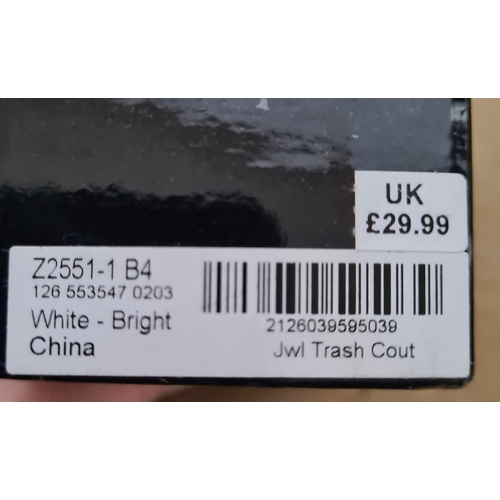 UK
£29.99
Z2551-1 B4
126 553547 0203
White - Bright
China
2126039595039
Jwl Trash Cout